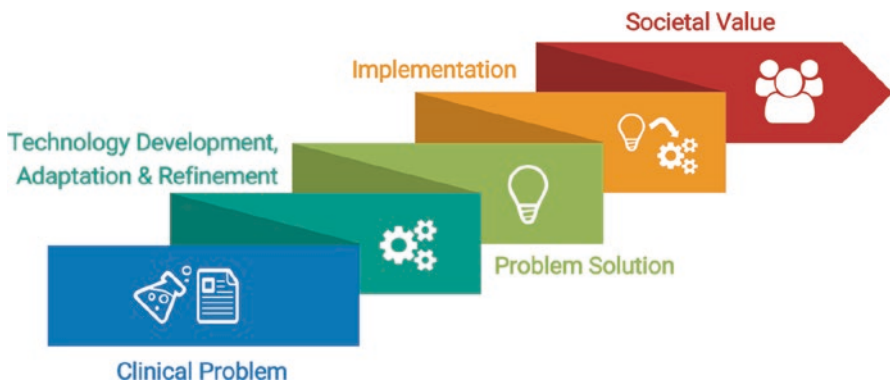 Societal Value
Implementation
Technology Development,
Adaptation & Refinement
Problem Solution
Clinical Problem